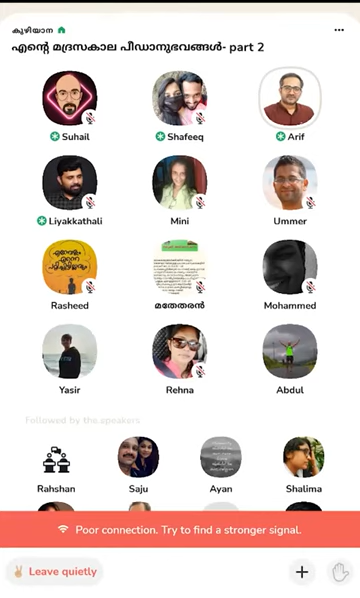 കുഴിയാന
എന്റെ മദ്രസകാല പീഡാനുഭവങ്ങൾ- part 2
Suhail
Shafeeq
Arif
Liyakkathali
Mini
Ummer
Rasheed
മതേതരൻ
Mohammed
Yasir
Rehna
Abdul
Followed by the speakers
Rahshan
Saju
Ayan
Shalima
Poor connection. Try to find a stronger signal.
Leave quietly